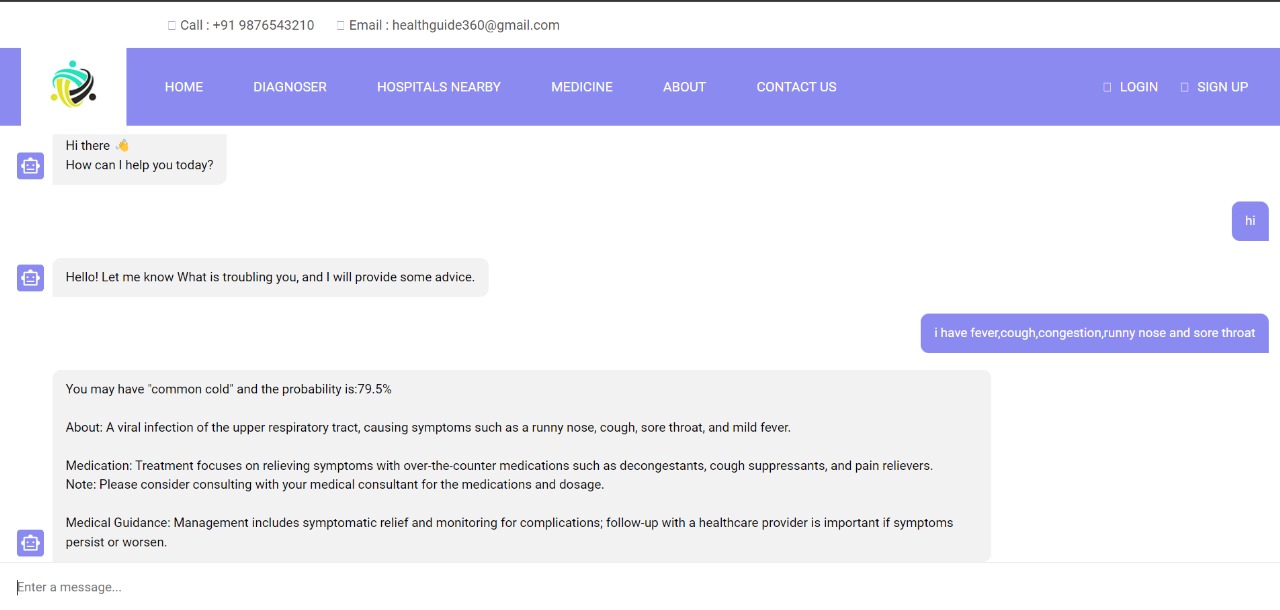 Call : +91 9876543210 Email : healthguide360@gmail.com
HOME DIAGNOSER HOSPITALS NEARBY MEDICINE ABOUT CONTACT US LOGIN SIGN UP
Hi there 👋
How can I help you today?
hi
Hello! Let me know What is troubling you, and I will provide some advice.
i have fever,cough,congestion,runny nose and sore throat
You may have "common cold" and the probability is:79.5%
About: A viral infection of the upper respiratory tract, causing symptoms such as a runny nose, cough, sore throat, and mild fever.
Medication: Treatment focuses on relieving symptoms with over-the-counter medications such as decongestants, cough suppressants, and pain relievers.
Note: Please consider consulting with your medical consultant for the medications and dosage.
Medical Guidance: Management includes symptomatic relief and monitoring for complications; follow-up with a healthcare provider is important if symptoms
persist or worsen.
Enter a message...